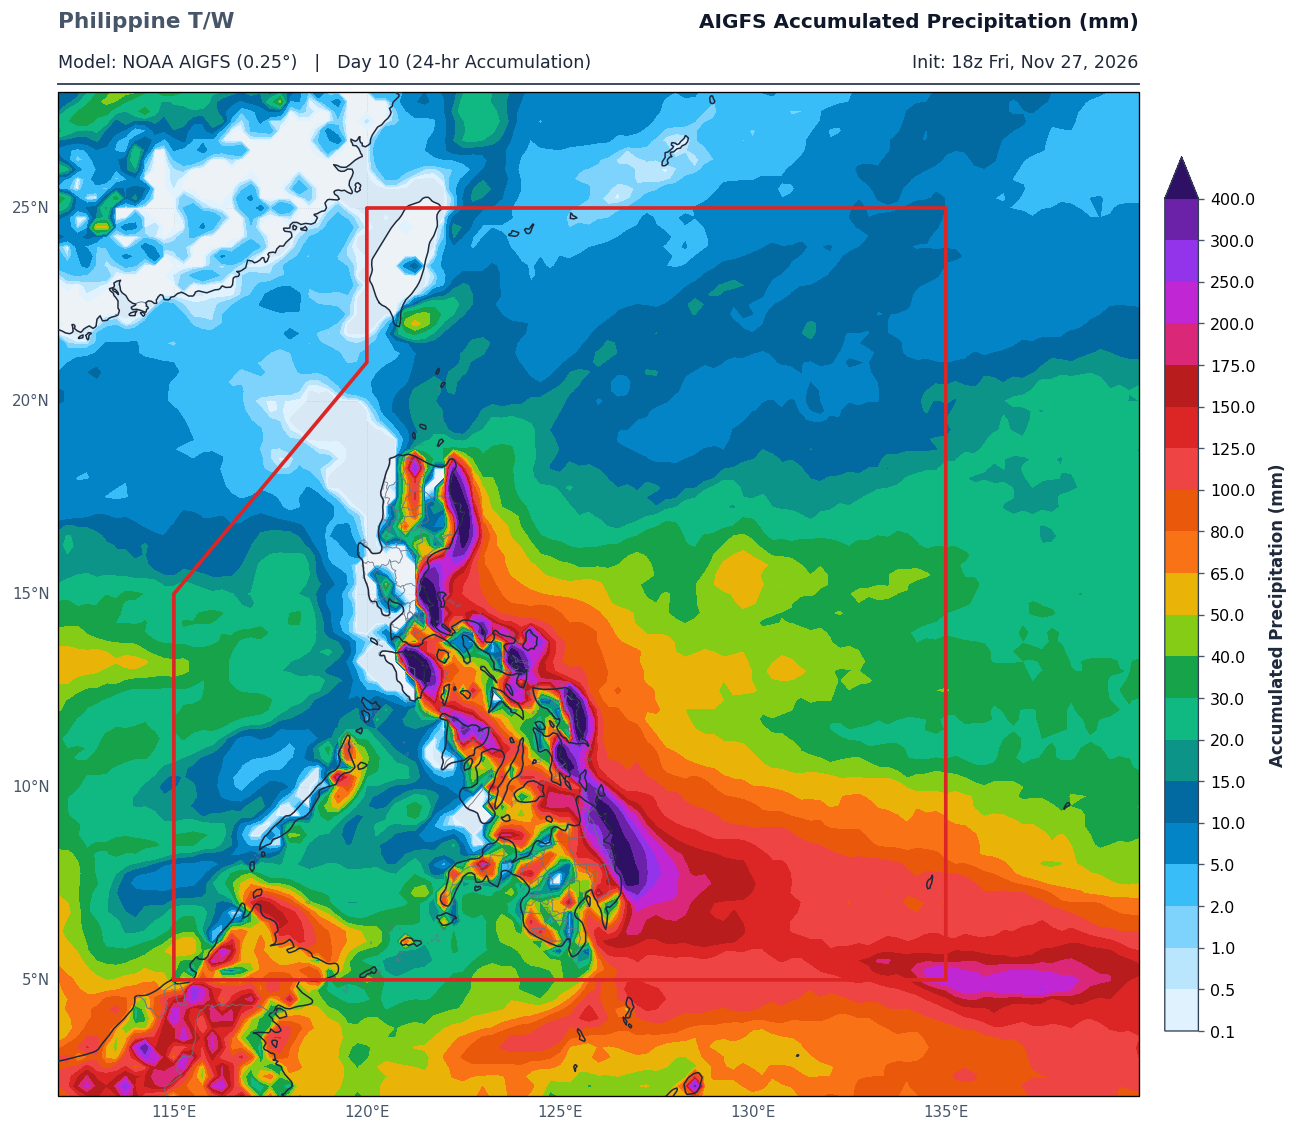 Philippine T/W
AIGFS Accumulated Precipitation (mm)
Model: NOAA AIGFS (0.25°) | Day 10 (24-hr Accumulation)
Init: 18z Fri, Nov 27, 2026
25°N
20°N
15°N
10°N
5°N
115°E
120°E
125°E
130°E
135°E
400.0
300.0
250.0
200.0
175.0
150.0
125.0
100.0
80.0
65.0
50.0
40.0
30.0
20.0
15.0
10.0
5.0
2.0
1.0
0.5
0.1
Accumulated Precipitation (mm)